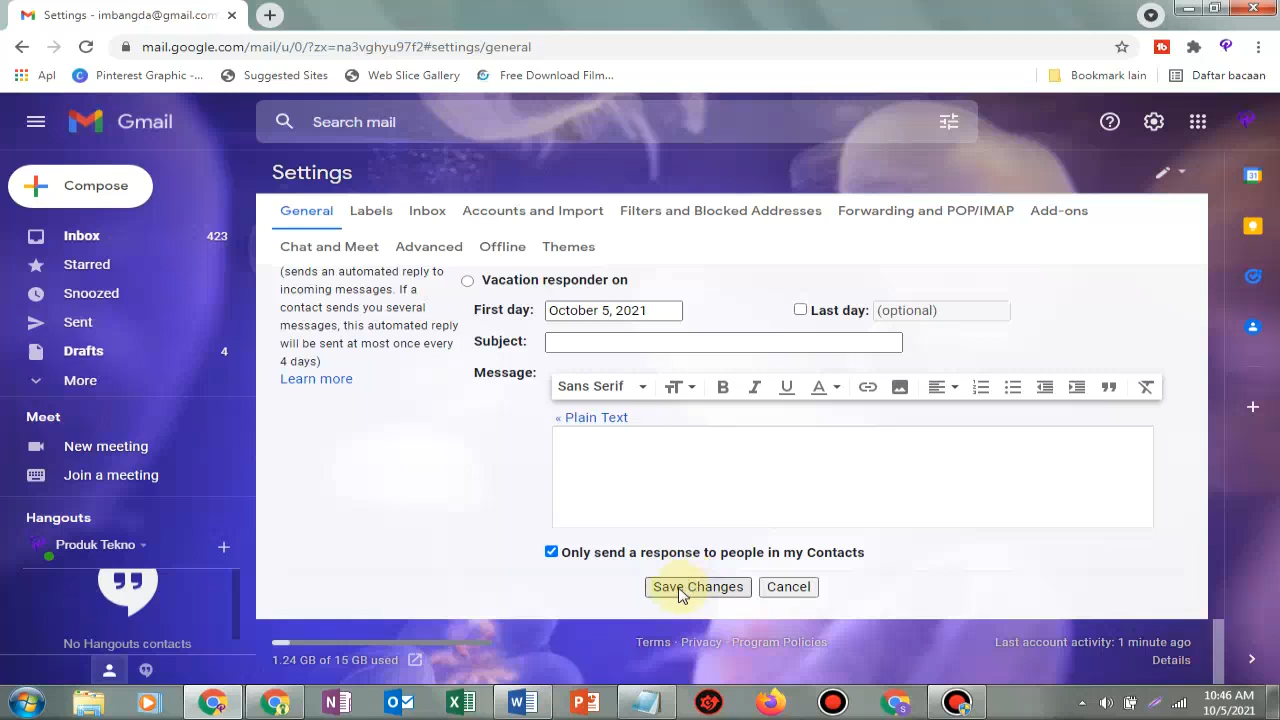 Settings - imbangda@gmail.com
mail.google.com/mail/u/0/?zx=na3vghyu97f2#settings/general
Apl
Pinterest Graphic -...
Suggested Sites
Web Slice Gallery
Free Download Film...
Bookmark lain
Daftar bacaan
Gmail
Search mail
Compose
Settings
General Labels Inbox Accounts and Import Filters and Blocked Addresses Forwarding and POP/IMAP Add-ons
Chat and Meet Advanced Offline Themes
Inbox 423
Starred
Snoozed
Sent
Drafts 4
More
Meet
New meeting
Join a meeting
Hangouts
Produk Tekno
No Hangouts contacts
(sends an automated reply to
incoming messages. If a
contact sends you several
messages, this automated reply
will be sent at most once every
4 days)
Learn more
Vacation responder on
First day: October 5, 2021 Last day: (optional)
Subject:
Message:
Sans Serif
« Plain Text
Only send a response to people in my Contacts
Save Changes Cancel
1.24 GB of 15 GB used
Terms · Privacy · Program Policies
Last account activity: 1 minute ago
Details
10:46 AM
10/5/2021